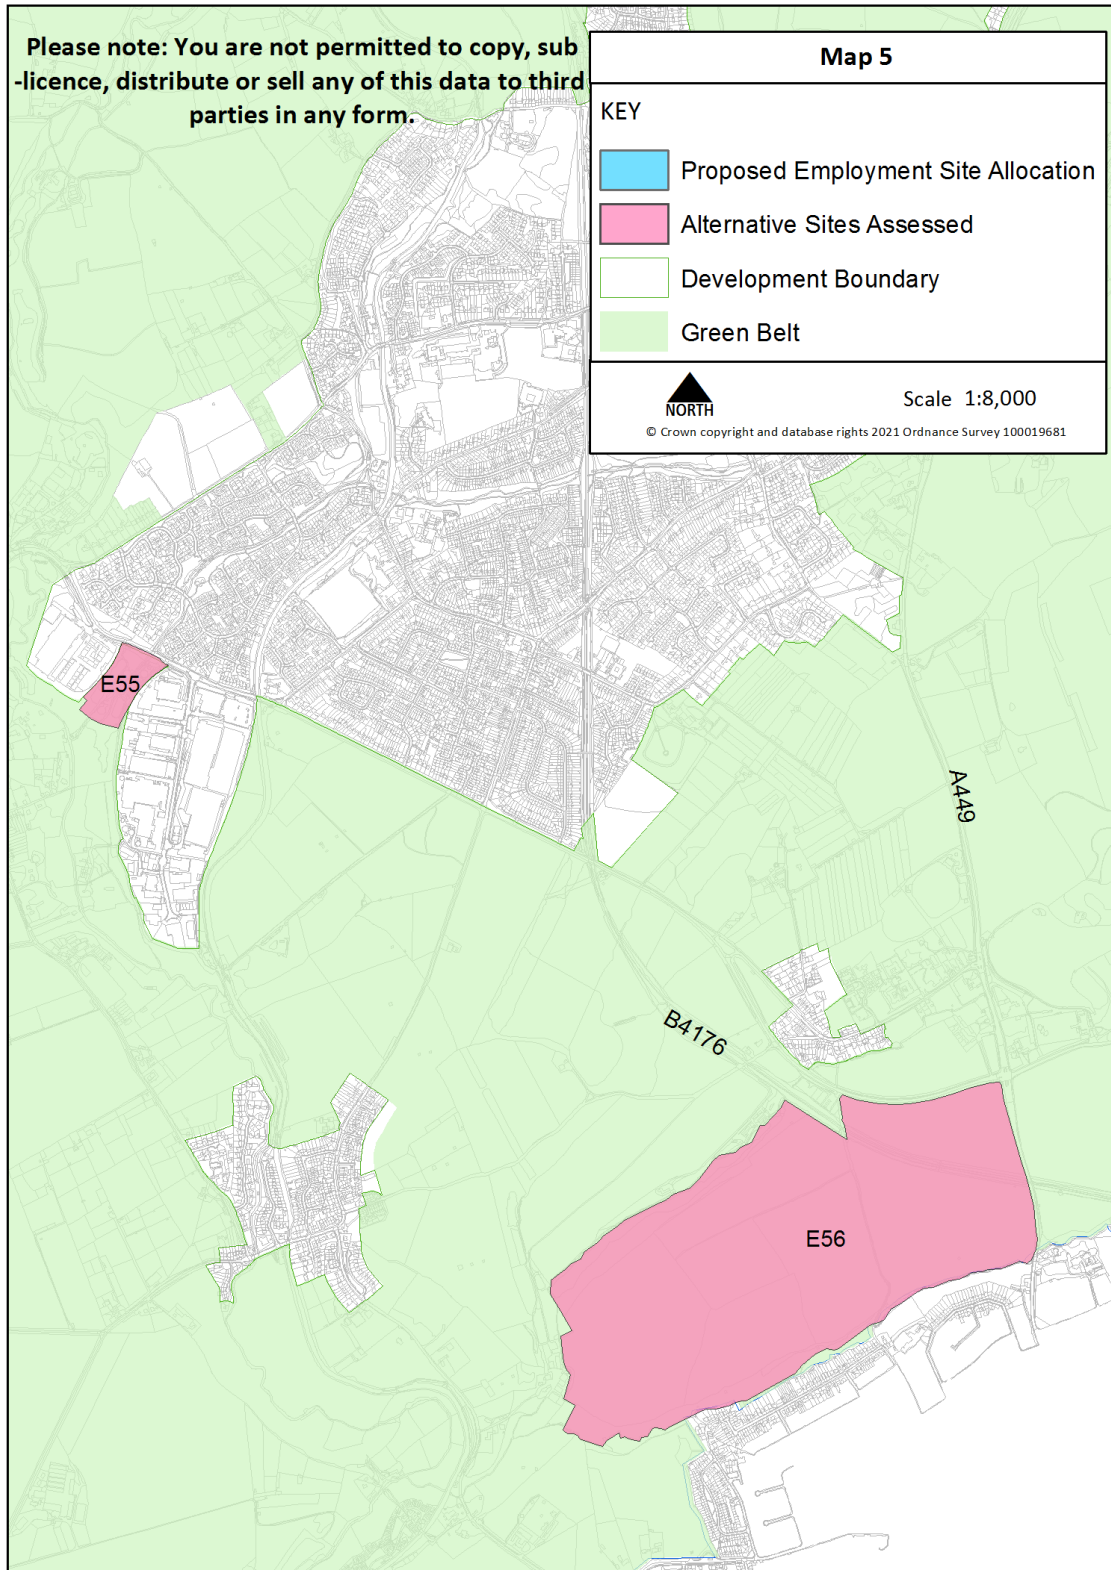 Please note: You are not permitted to copy, sub
-licence, distribute or sell any of this data to third
parties in any form.
Map 5
KEY
Proposed Employment Site Allocation
Alternative Sites Assessed
Development Boundary
Green Belt
NORTH
Scale 1:8,000
© Crown copyright and database rights 2021 Ordnance Survey 100019681
E55
A449
B4176
E56